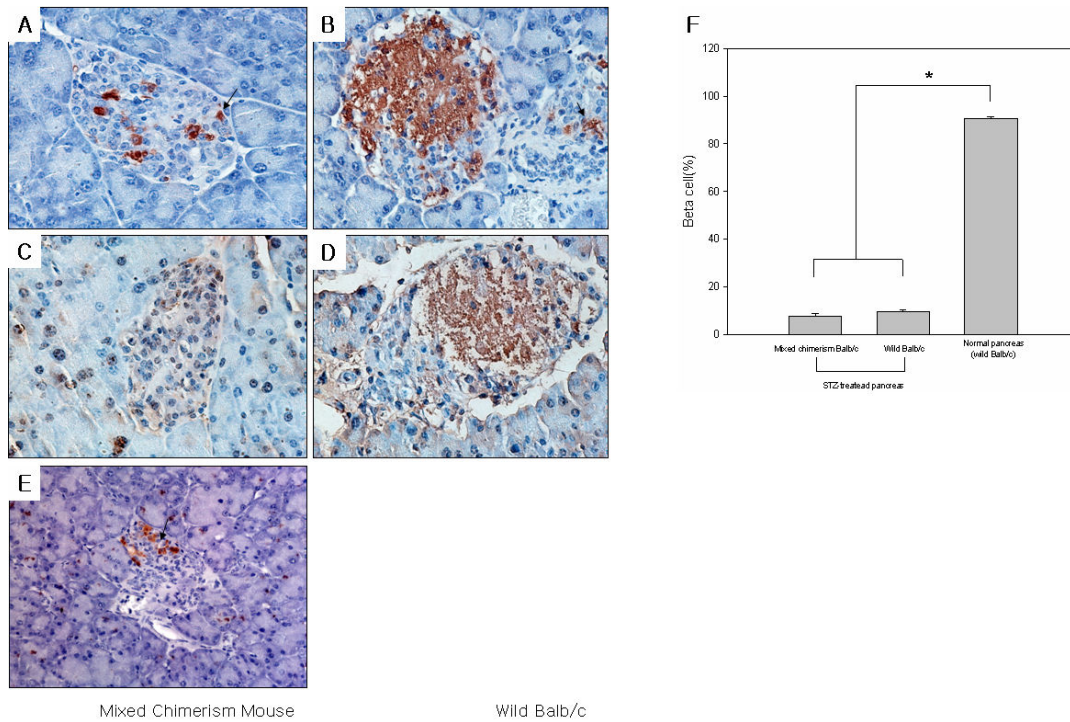 A
B
C
D
E
Mixed Chimerism Mouse
Wild Balb/c
F
120
100
80
60
40
20
0
Beta cell(%)
*
Mixed chimerism Balb/c
Wild Balb/c
Normal pancreas
(wild Balb/c)
STZ-treatead pancreas